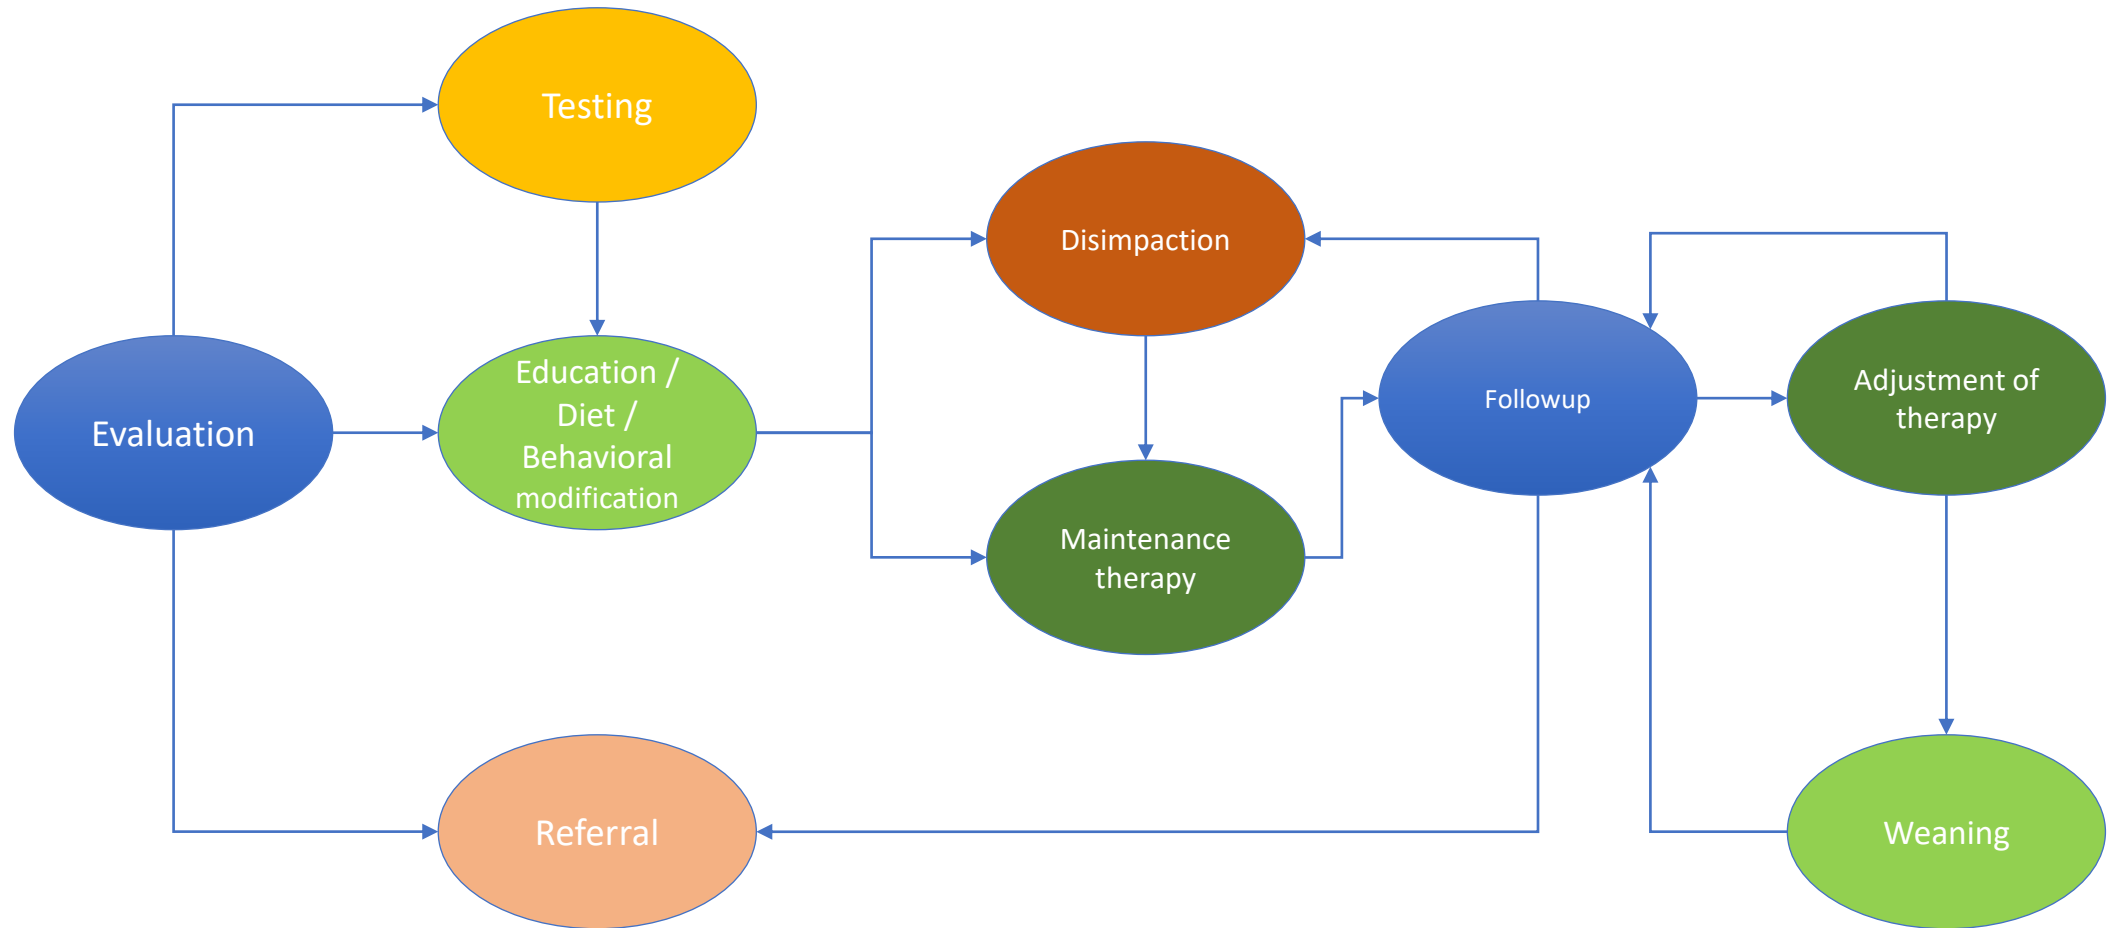 Testing
Evaluation
Education /
Diet /
Behavioral
modification
Referral
Disimpaction
Maintenance
therapy
Followup
Adjustment of
therapy
Weaning